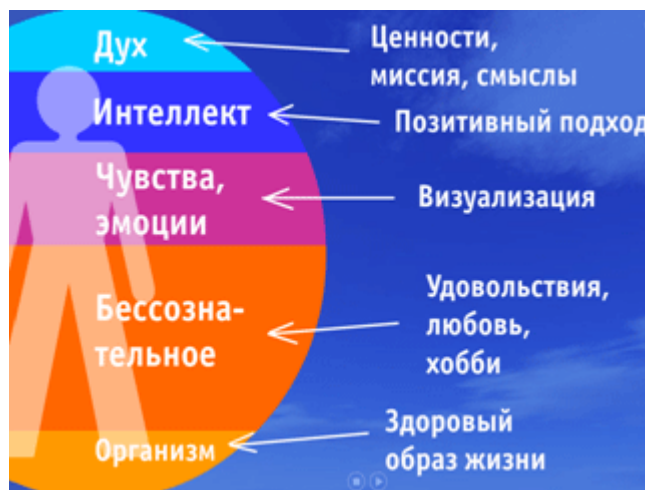 Дух
Ценности,
миссия, смыслы
Интеллект
Позитивный подход
Чувства,
эмоции
Визуализация
Бессозна-
тельное
Удовольствия,
любовь,
хобби
Организм
Здоровый
образ жизни